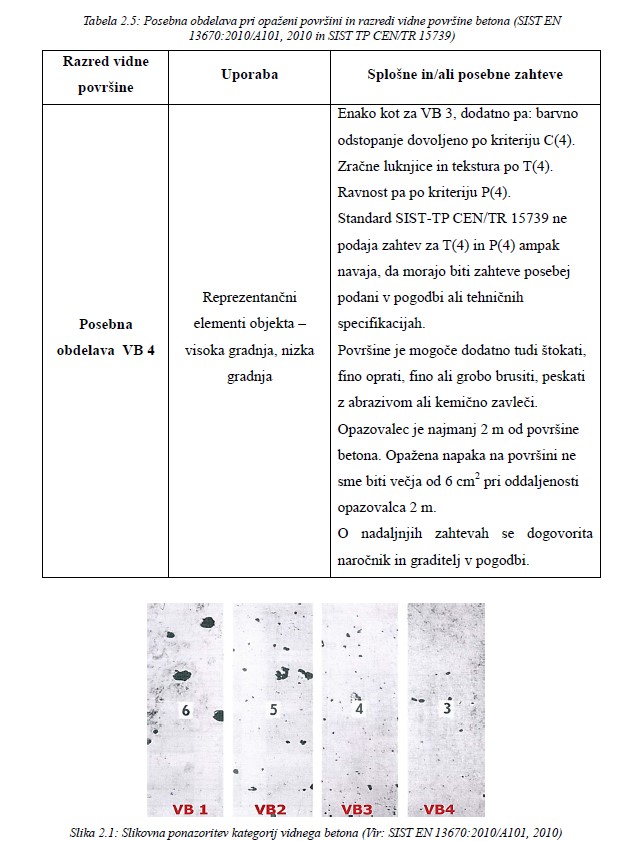 Tabela 2.5: Posebna obdelava pri opaženi površini in razredi vidne površine betona (SIST EN
13670:2010/A101, 2010 in SIST TP CEN/TR 15739)
Razred vidne
površine
Uporaba
Splošne in/ali posebne zahteve
Posebna
obdelava VB 4
Reprezentančni
elementi objekta –
visoka gradnja, nizka
gradnja
Enako kot za VB 3, dodatno pa: barvno
odstopanje dovoljeno po kriteriju C(4).
Zračne luknjice in tekstura po T(4).
Ravnost pa po kriteriju P(4).
Standard SIST-TP CEN/TR 15739 ne
podaja zahtev za T(4) in P(4) ampak
navaja, da morajo biti zahteve posebej
podani v pogodbi ali tehničnih
specifikacijah.
Površine je mogoče dodatno tudi štokati,
fino oprati, fino ali grobo brusiti, peskati
z abrazivom ali kemično zavleči.
Opazovalec je najmanj 2 m od površine
betona. Opažena napaka na površini ne
sme biti večja od 6 cm² pri oddaljenosti
opazovalca 2 m.
O nadaljnjih zahtevah se dogovorita
naročnik in graditelj v pogodbi.
6 5 4 3
VB 1 VB2 VB3 VB4
Slika 2.1: Slikovna ponazoritev kategorij vidnega betona (Vir: SIST EN 13670:2010/A101, 2010)